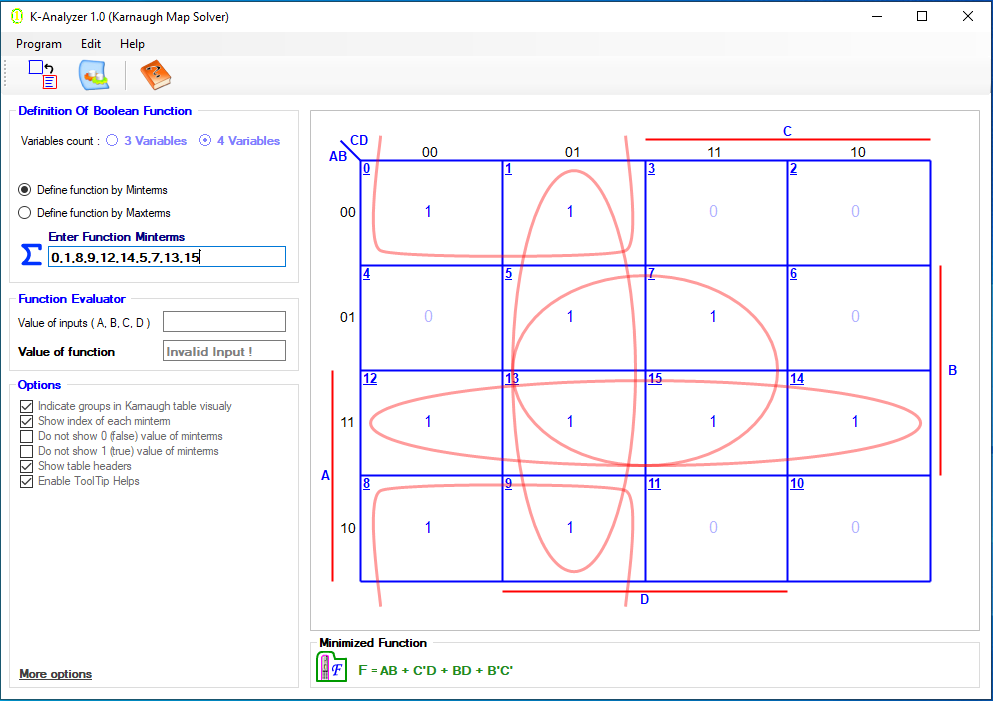 K-Analyzer 1.0 (Karnaugh Map Solver)
Program Edit Help
Definition Of Boolean Function
Variables count : 3 Variables 4 Variables
Define function by Minterms
Define function by Maxterms
Enter Function Minterms
Σ 0,1,8,9,12,14,5,7,13,15
Function Evaluator
Value of inputs ( A, B, C, D )
Value of function Invalid Input !
Options
Indicate groups in Karnaugh table visualy
Show index of each minterm
Do not show 0 (false) value of minterms
Do not show 1 (true) value of minterms
Show table headers
Enable ToolTip Helps
More options
C
CD
AB 00 01 11 10
0 1 3 2
00 1 1 0 0
4 5 7 6
01 0 1 1 0
B
12 13 15 14
11 1 1 1 1
A
8 9 11 10
10 1 1 0 0
D
Minimized Function
F F = AB + C'D + BD + B'C'